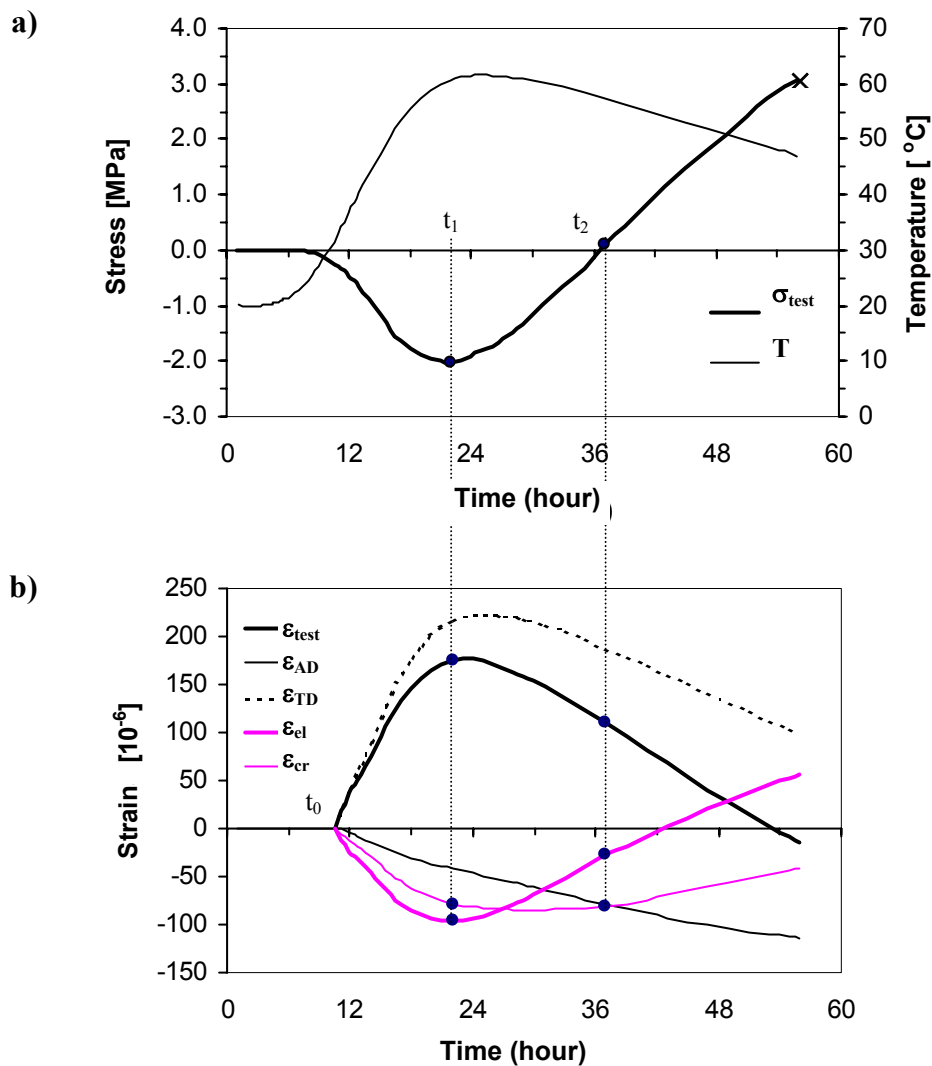 a)
4.0
3.0
2.0
1.0
0.0
-1.0
-2.0
-3.0
Stress [MPa]
70
60
50
40
30
20
10
0
Temperature [ °C]
t1
t2
σtest
T
0 12 24 36 48 60
Time (hour)
)
b)
250
200
150
100
50
0
-50
-100
-150
Strain [10-6]
εtest
εAD
εTD
εel
εcr
t0
0 12 24 36 48 60
Time (hour)